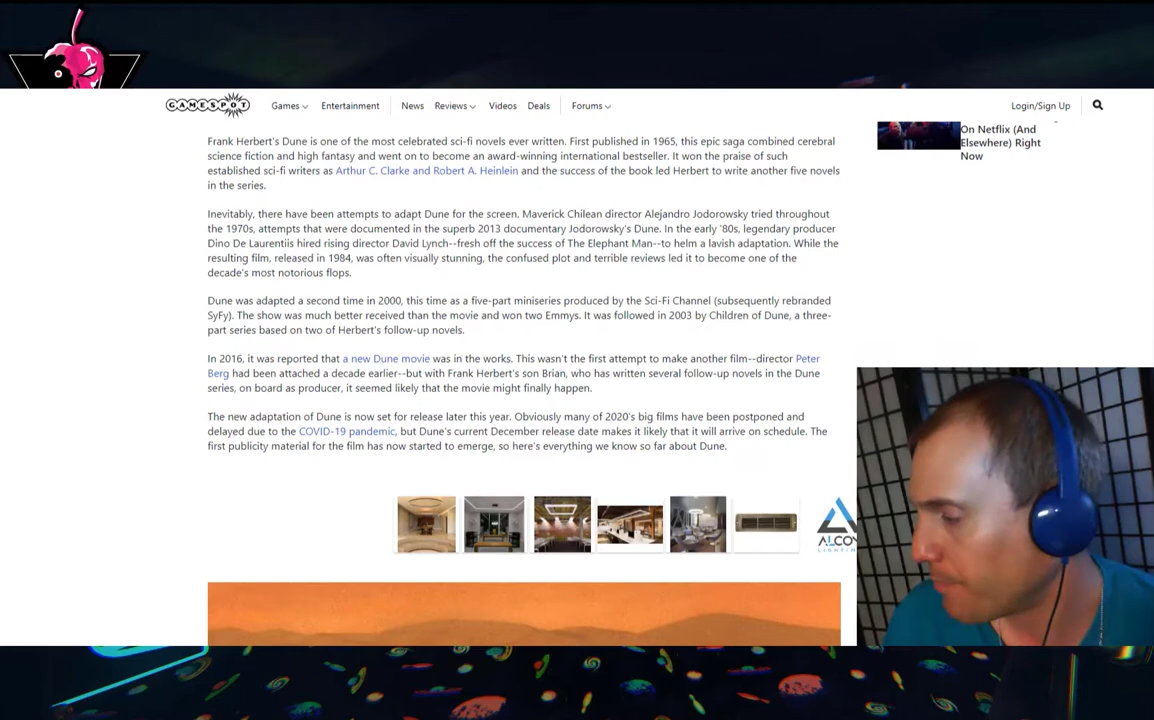 GAMESPOT
Games
Entertainment
News
Reviews
Videos
Deals
Forums
Login/Sign Up
On Netflix (And
Elsewhere) Right
Now
Frank Herbert's Dune is one of the most celebrated sci-fi novels ever written. First published in 1965, this epic saga combined cerebral
science fiction and high fantasy and went on to become an award-winning international bestseller. It won the praise of such
established sci-fi writers as Arthur C. Clarke and Robert A. Heinlein and the success of the book led Herbert to write another five novels
in the series.
Inevitably, there have been attempts to adapt Dune for the screen. Maverick Chilean director Alejandro Jodorowsky tried throughout
the 1970s, attempts that were documented in the superb 2013 documentary Jodorowsky's Dune. In the early '80s, legendary producer
Dino De Laurentiis hired rising director David Lynch--fresh off the success of The Elephant Man--to helm a lavish adaptation. While the
resulting film, released in 1984, was often visually stunning, the confused plot and terrible reviews led it to become one of the
decade's most notorious flops.
Dune was adapted a second time in 2000, this time as a five-part miniseries produced by the Sci-Fi Channel (subsequently rebranded
SyFy). The show was much better received than the movie and won two Emmys. It was followed in 2003 by Children of Dune, a three-
part series based on two of Herbert's follow-up novels.
In 2016, it was reported that a new Dune movie was in the works. This wasn't the first attempt to make another film--director Peter
Berg had been attached a decade earlier--but with Frank Herbert's son Brian, who has written several follow-up novels in the Dune
series, on board as producer, it seemed likely that the movie might finally happen.
The new adaptation of Dune is now set for release later this year. Obviously many of 2020's big films have been postponed and
delayed due to the COVID-19 pandemic, but Dune's current December release date makes it likely that it will arrive on schedule. The
first publicity material for the film has now started to emerge, so here's everything we know so far about Dune.
ALCO